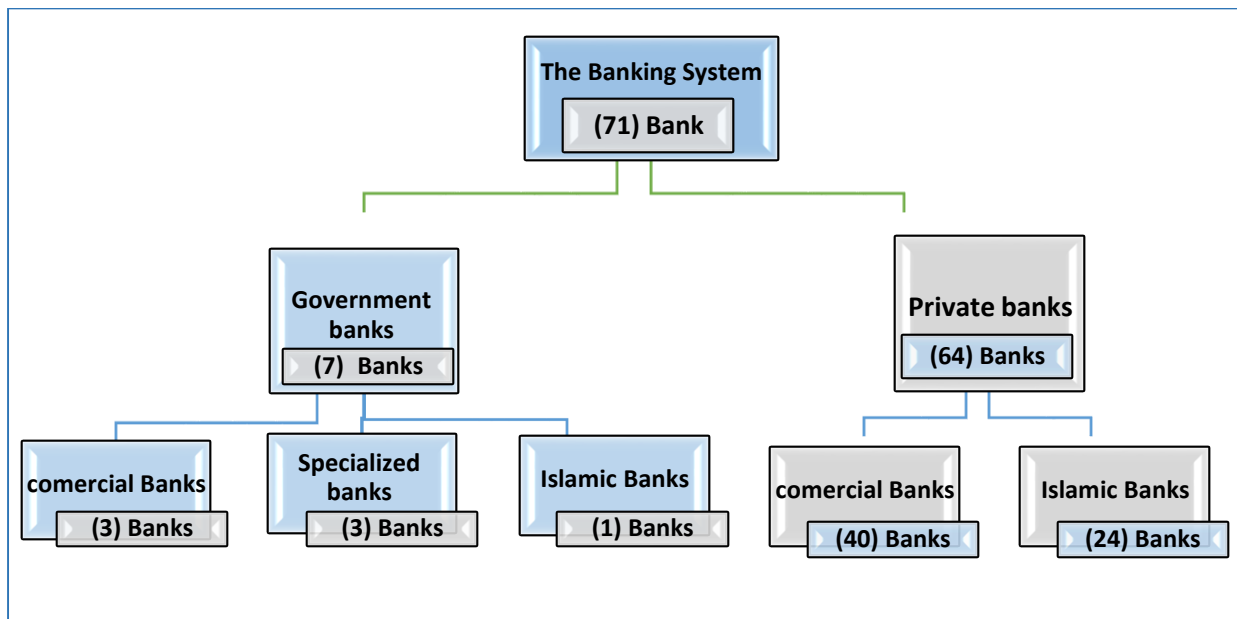 The Banking System
(71) Bank
Government
banks
(7) Banks
Private banks
(64) Banks
comercial Banks
(3) Banks
Specialized
banks
(3) Banks
Islamic Banks
(1) Banks
comercial Banks
(40) Banks
Islamic Banks
(24) Banks